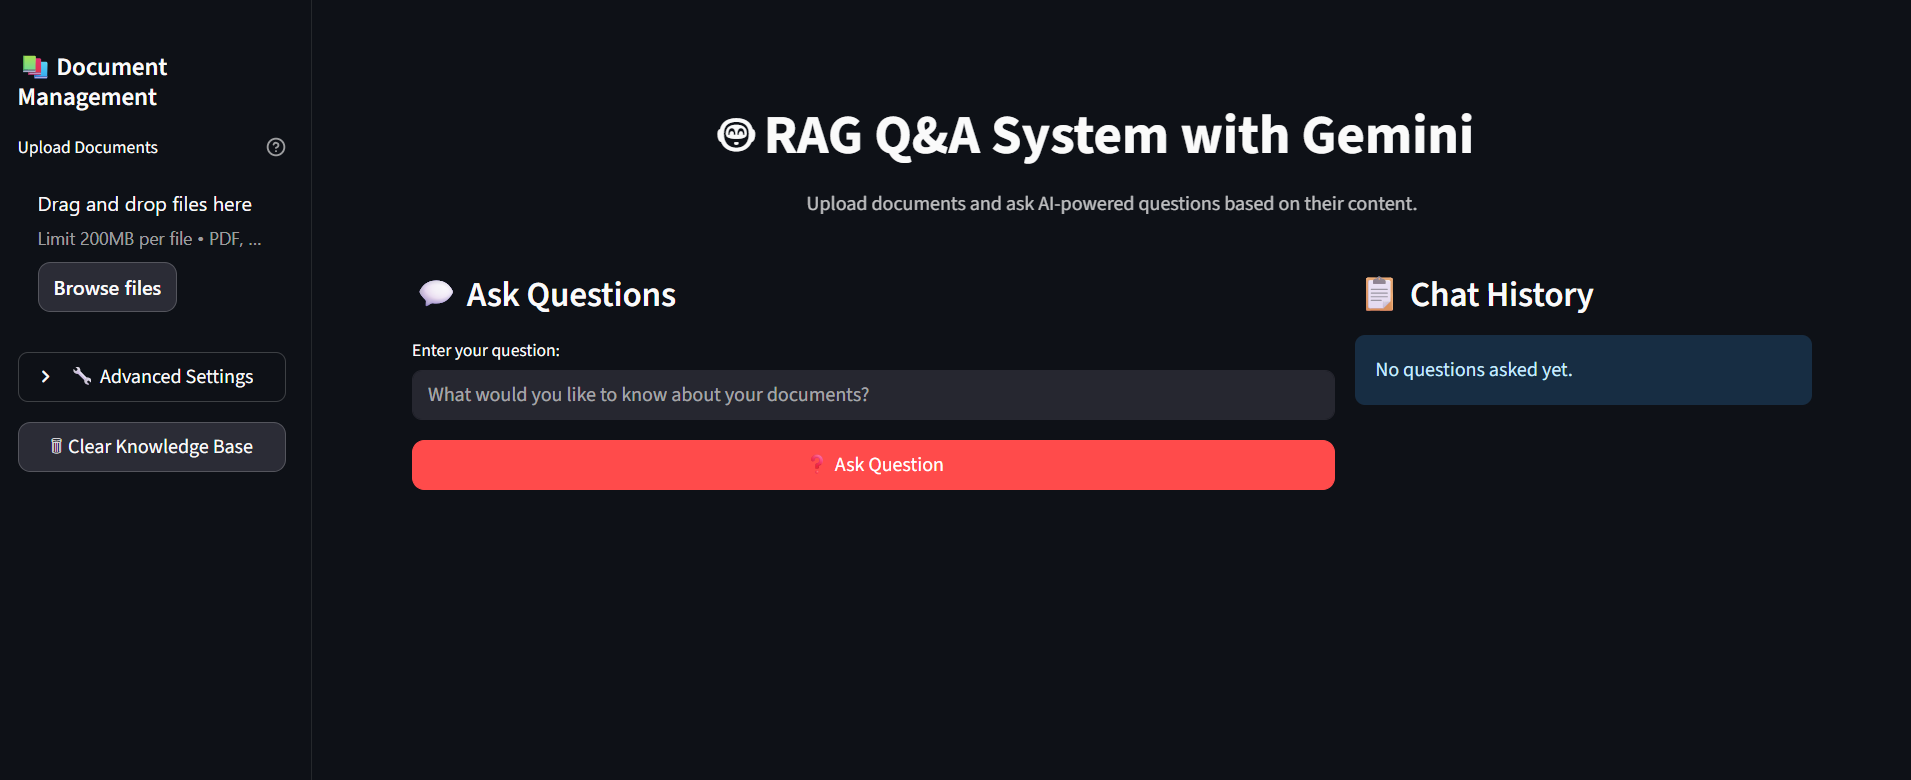 Document
Management
Upload Documents
Drag and drop files here
Limit 200MB per file • PDF, ...
Browse files
Advanced Settings
Clear Knowledge Base
RAG Q&A System with Gemini
Upload documents and ask AI-powered questions based on their content.
Ask Questions
Enter your question:
What would you like to know about your documents?
Ask Question
Chat History
No questions asked yet.